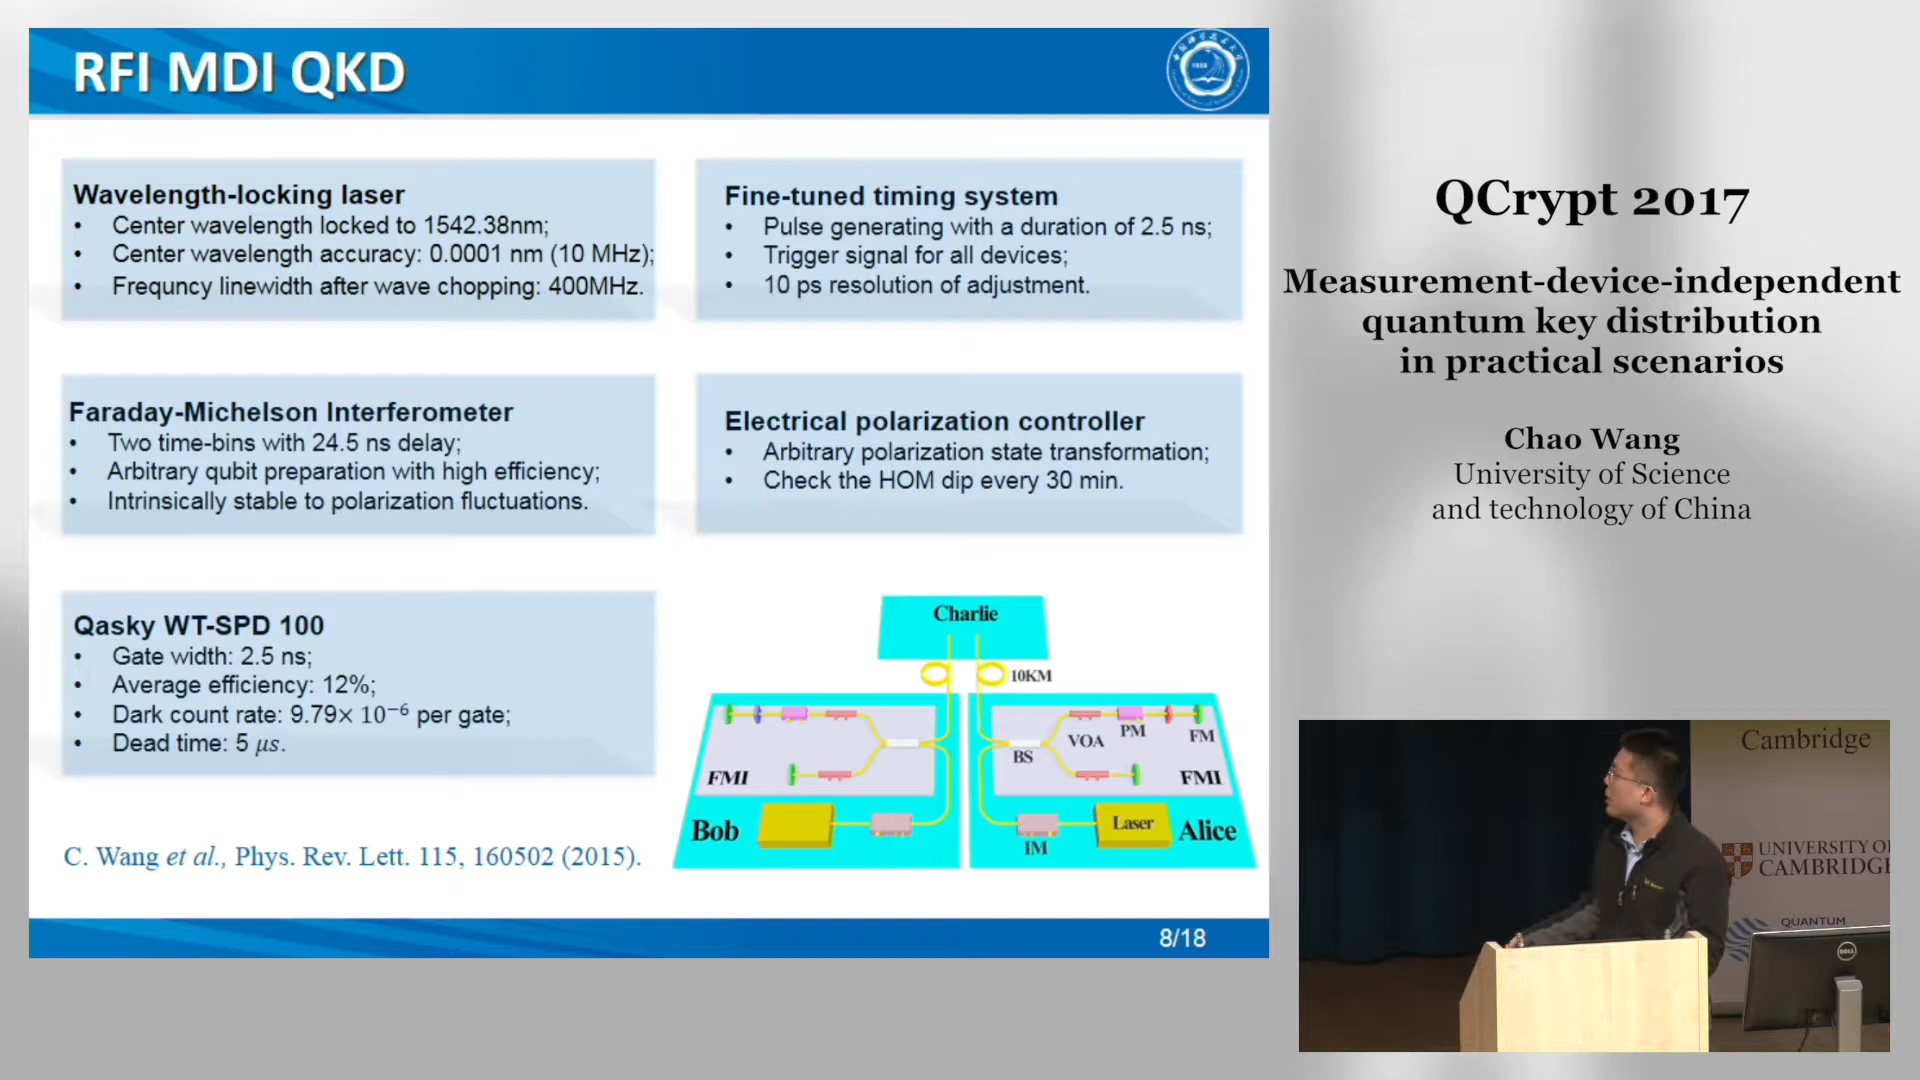 RFI MDI QKD
Wavelength-locking laser
• Center wavelength locked to 1542.38nm;
• Center wavelength accuracy: 0.0001 nm (10 MHz);
• Frequncy linewidth after wave chopping: 400MHz.
Fine-tuned timing system
• Pulse generating with a duration of 2.5 ns;
• Trigger signal for all devices;
• 10 ps resolution of adjustment.
Faraday-Michelson Interferometer
• Two time-bins with 24.5 ns delay;
• Arbitrary qubit preparation with high efficiency;
• Intrinsically stable to polarization fluctuations.
Electrical polarization controller
• Arbitrary polarization state transformation;
• Check the HOM dip every 30 min.
Qasky WT-SPD 100
• Gate width: 2.5 ns;
• Average efficiency: 12%;
• Dark count rate: 9.79× 10⁻⁶ per gate;
• Dead time: 5 μs.
C. Wang et al., Phys. Rev. Lett. 115, 160502 (2015).
Charlie
10KM
VOA PM FM
BS
FMI FMI
Bob Laser Alice
IM
8/18
QCrypt 2017
Measurement-device-independent
quantum key distribution
in practical scenarios
Chao Wang
University of Science
and technology of China
Cambridge
UNIVERSITY OF
CAMBRIDGE
QUANTUM
DELL